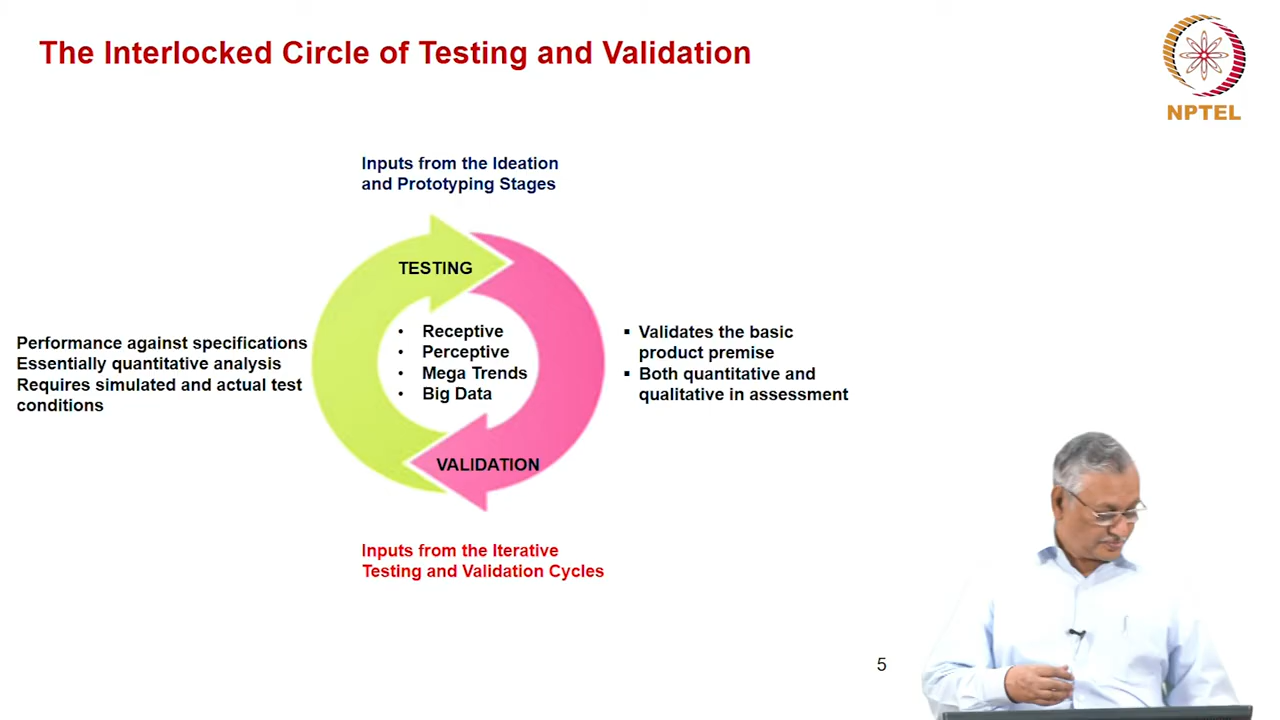 The Interlocked Circle of Testing and Validation
NPTEL
Inputs from the Ideation
and Prototyping Stages
TESTING
Performance against specifications
Essentially quantitative analysis
Requires simulated and actual test
conditions
• Receptive
• Perceptive
• Mega Trends
• Big Data
▪ Validates the basic
product premise
▪ Both quantitative and
qualitative in assessment
VALIDATION
Inputs from the Iterative
Testing and Validation Cycles
5